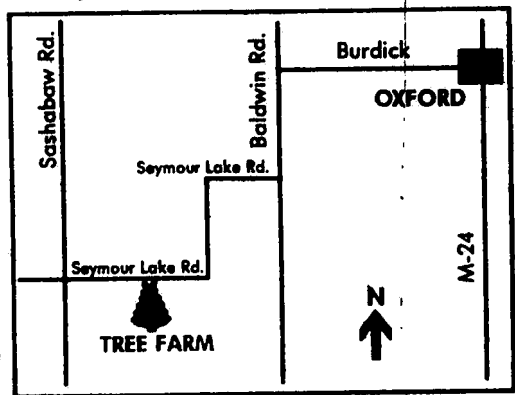 Sashabaw Rd.
Baldwin Rd.
Burdick
OXFORD
Seymour Lake Rd.
Seymour Lake Rd.
M-24
N
TREE FARM